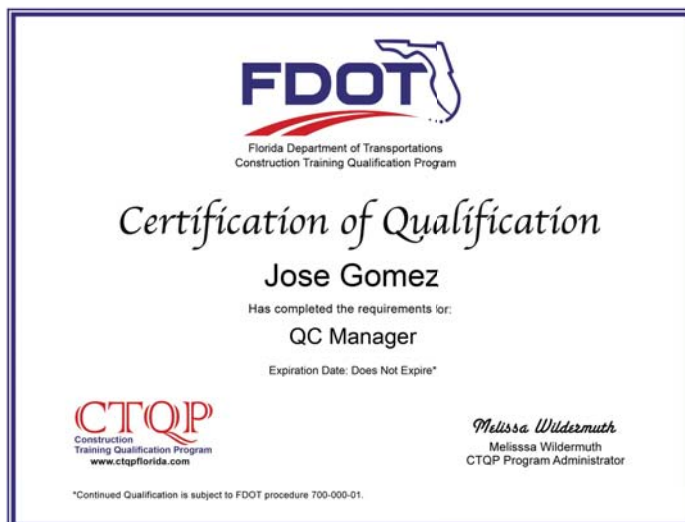 FDOT
Florida Department of Transportations
Construction Training Qualification Program
Certification of Qualification
Jose Gomez
Has completed the requirements for:
QC Manager
Expiration Date: Does Not Expire*
CTQP
Construction
Training Qualification Program
www.ctqpflorida.com
Melissa Wildermuth
Melisssa Wildermuth
CTQP Program Administrator
*Continued Qualification is subject to FDOT procedure 700-000-01.